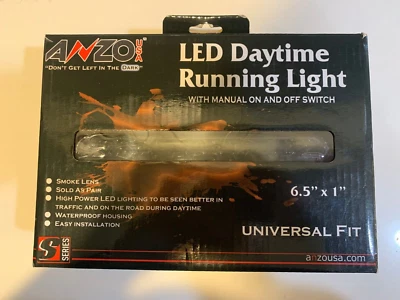 ANZO USA
"DON'T GET LEFT IN THE DARK"
LED Daytime
Running Light
WITH MANUAL ON AND OFF SWITCH
SMOKE LENS
SOLD AS PAIR
HIGH POWER LED LIGHTING TO BE SEEN BETTER IN
TRAFFIC AND ON THE ROAD DURING DAYTIME
WATERPROOF HOUSING
EASY INSTALLATION
6.5" x 1"
S SERIES
UNIVERSAL FIT
anzousa.com